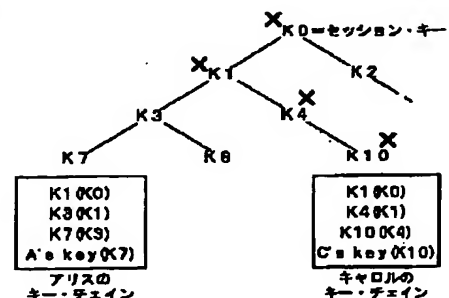 ×K0=セッション・キー
×K1 K2
K3 K4×
K7 K8 K10×
K1(K0)
K3(K1)
K7(K3)
A's key(K7)
アリスの
キー・チェイン
K1(K0)
K4(K1)
K10(K4)
C's key(K10)
キャロルの
キー・チェイン